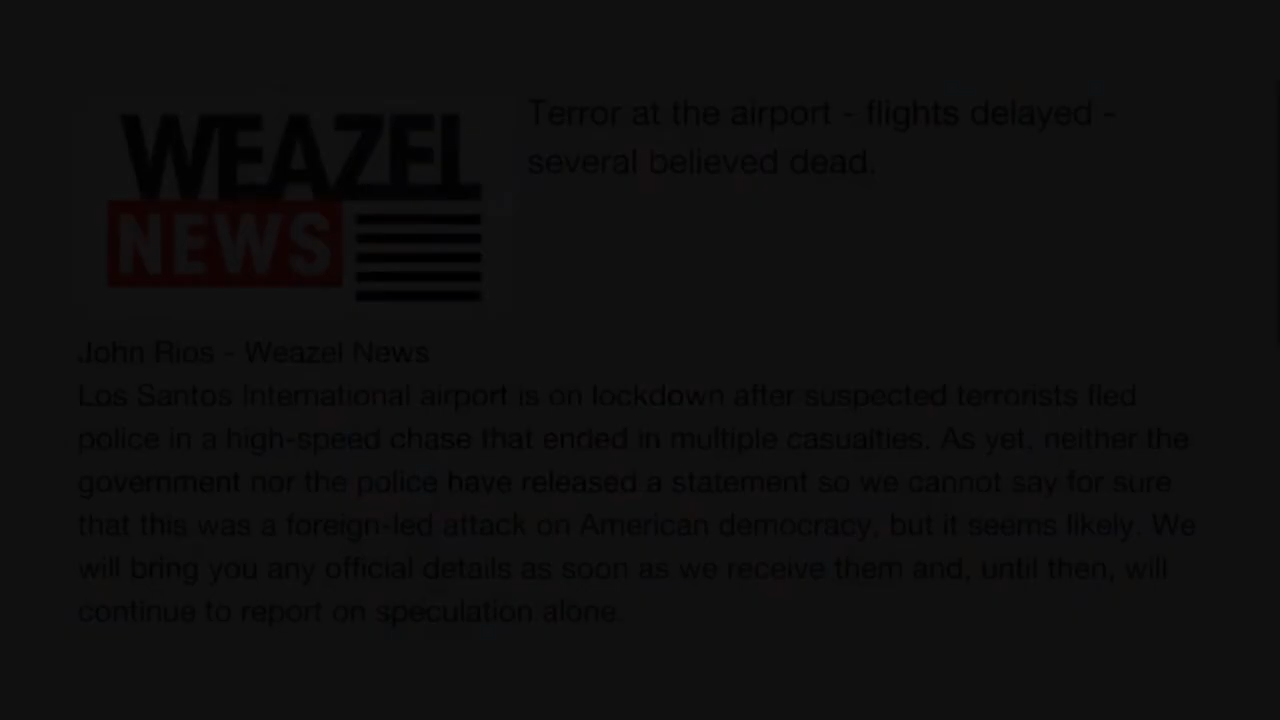 WEAZEL
NEWS
Terror at the airport - flights delayed -
several believed dead.
John Rios - Weazel News
Los Santos International airport is on lockdown after suspected terrorists fled
police in a high-speed chase that ended in multiple casualties. As yet, neither the
government nor the police have released a statement so we cannot say for sure
that this was a foreign-led attack on American democracy, but it seems likely. We
will bring you any official details as soon as we receive them and, until then, will
continue to report on speculation alone.